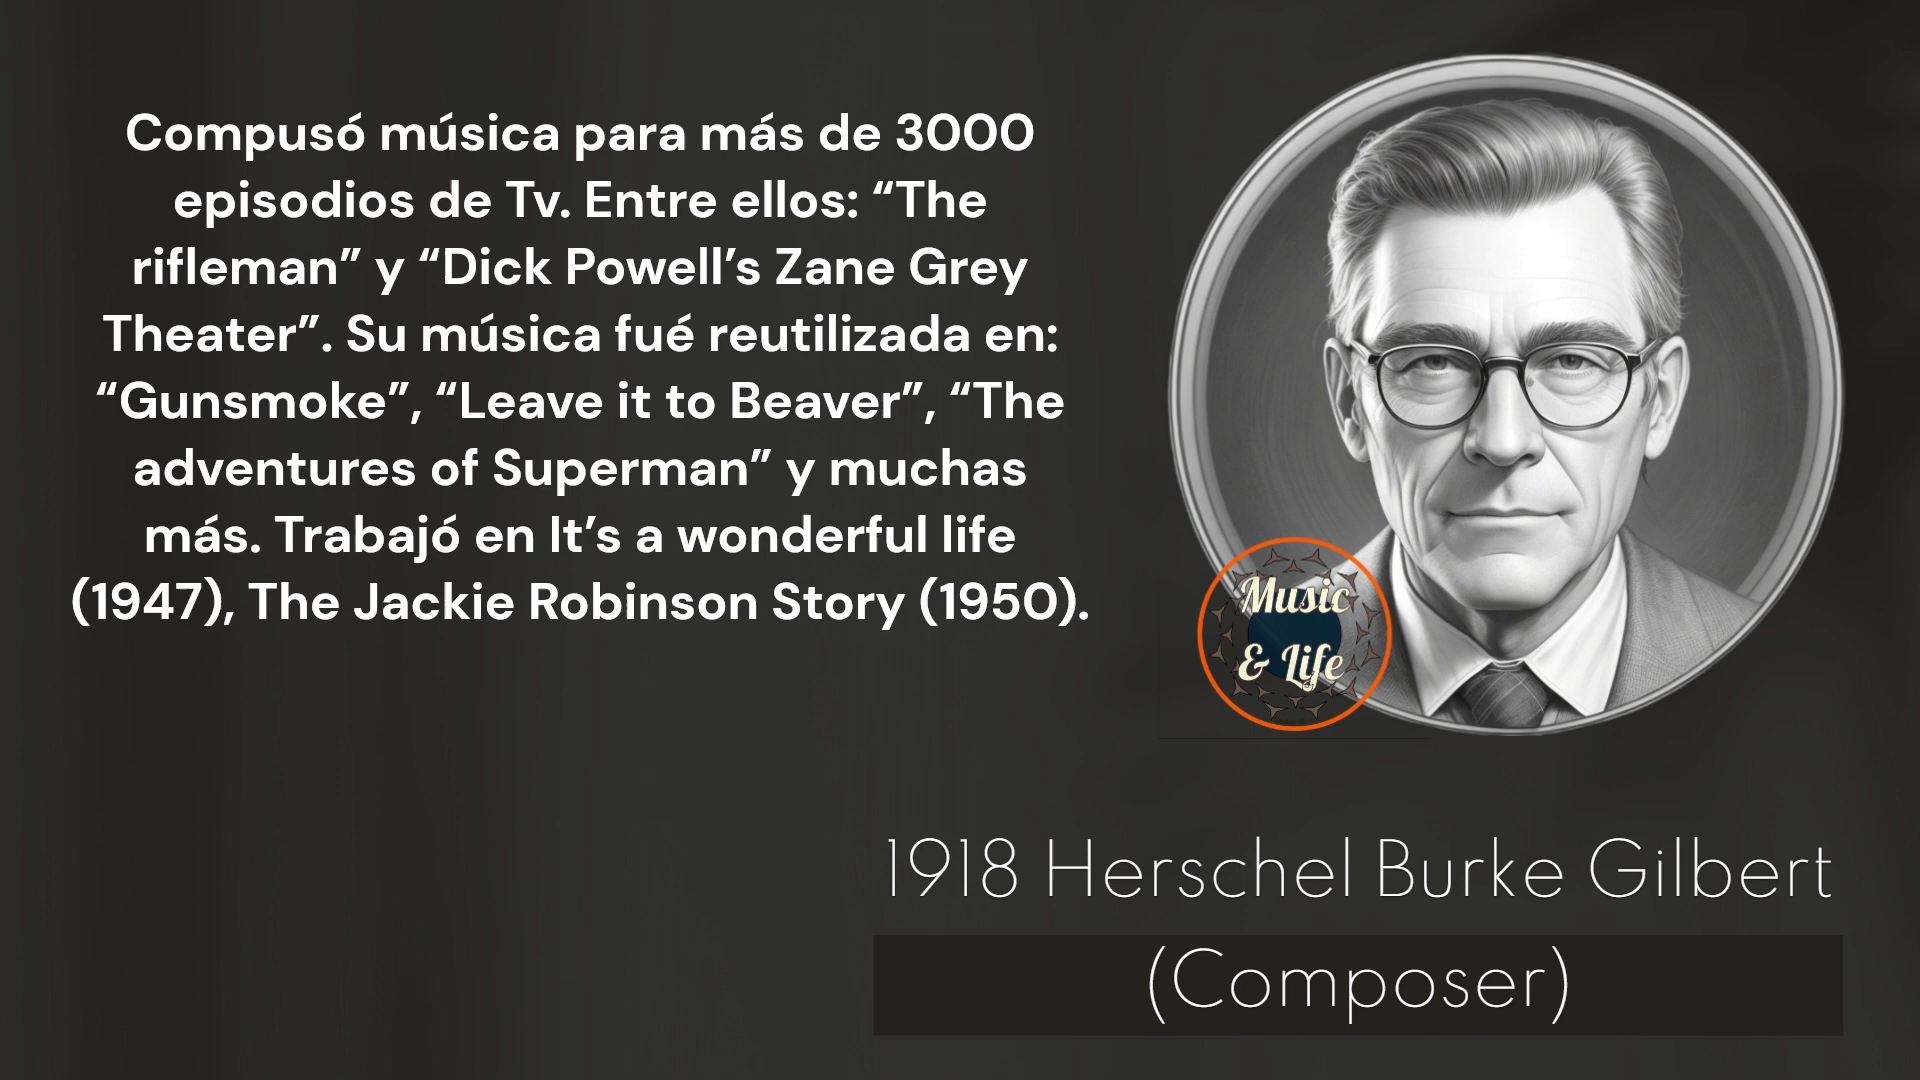 Compusó música para más de 3000
episodios de Tv. Entre ellos: “The
rifleman” y “Dick Powell’s Zane Grey
Theater”. Su música fué reutilizada en:
“Gunsmoke”, “Leave it to Beaver”, “The
adventures of Superman” y muchas
más. Trabajó en It’s a wonderful life
(1947), The Jackie Robinson Story (1950).
Music
& Life
1918 Herschel Burke Gilbert
(Composer)